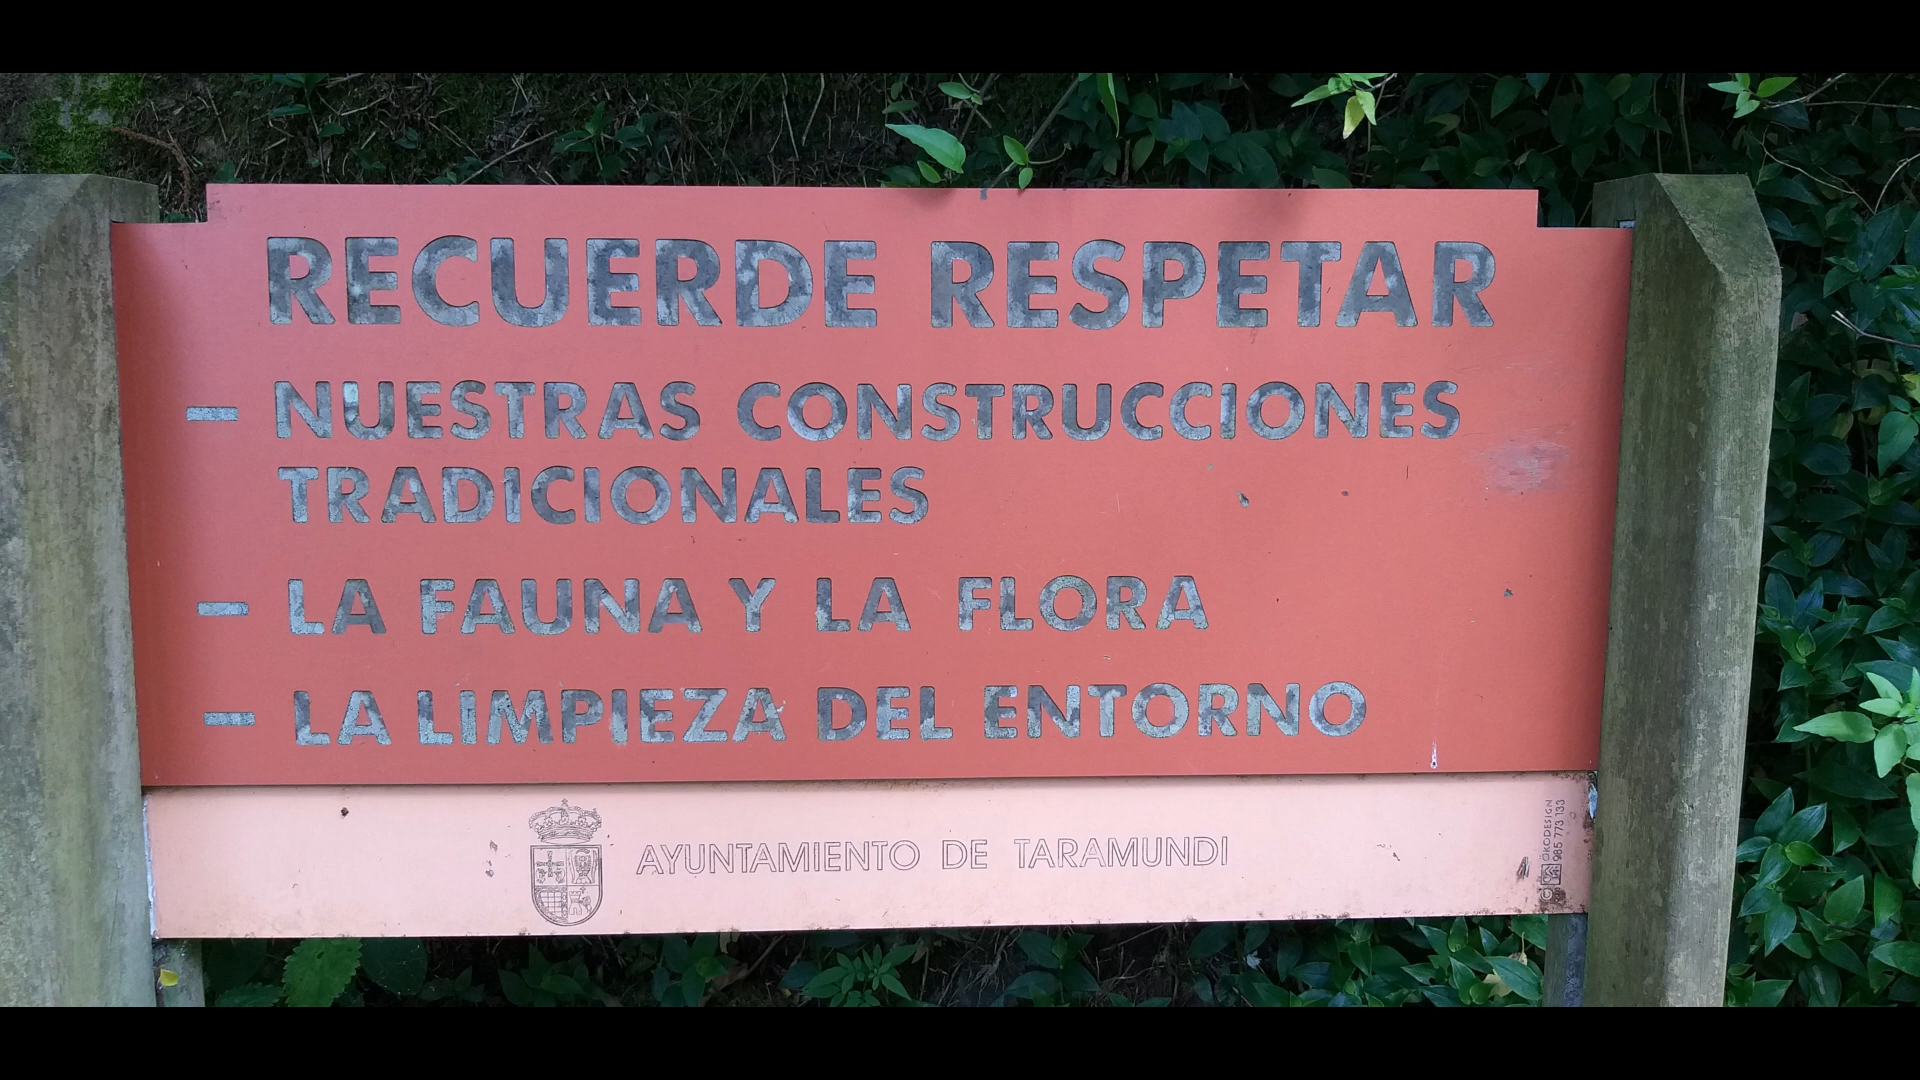 RECUERDE RESPETAR
– NUESTRAS CONSTRUCCIONES
TRADICIONALES
– LA FAUNA Y LA FLORA
– LA LIMPIEZA DEL ENTORNO
AYUNTAMIENTO DE TARAMUNDI
ÖKODESIGN
985 773 133